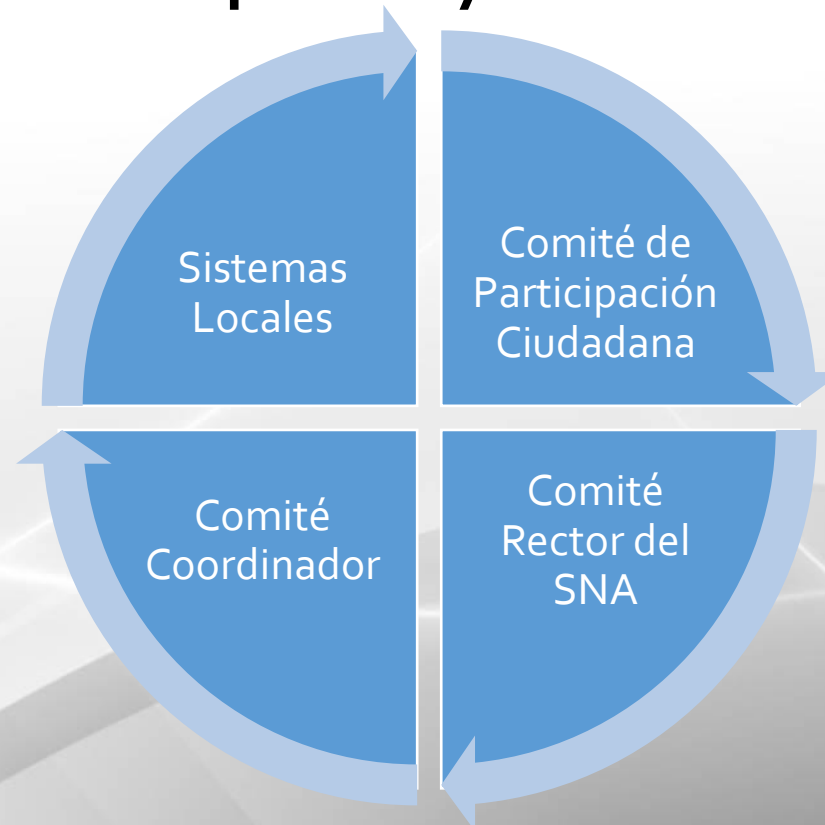 Sistemas
Locales
Comité de
Participación
Ciudadana
Comité
Coordinador
Comité
Rector del
SNA